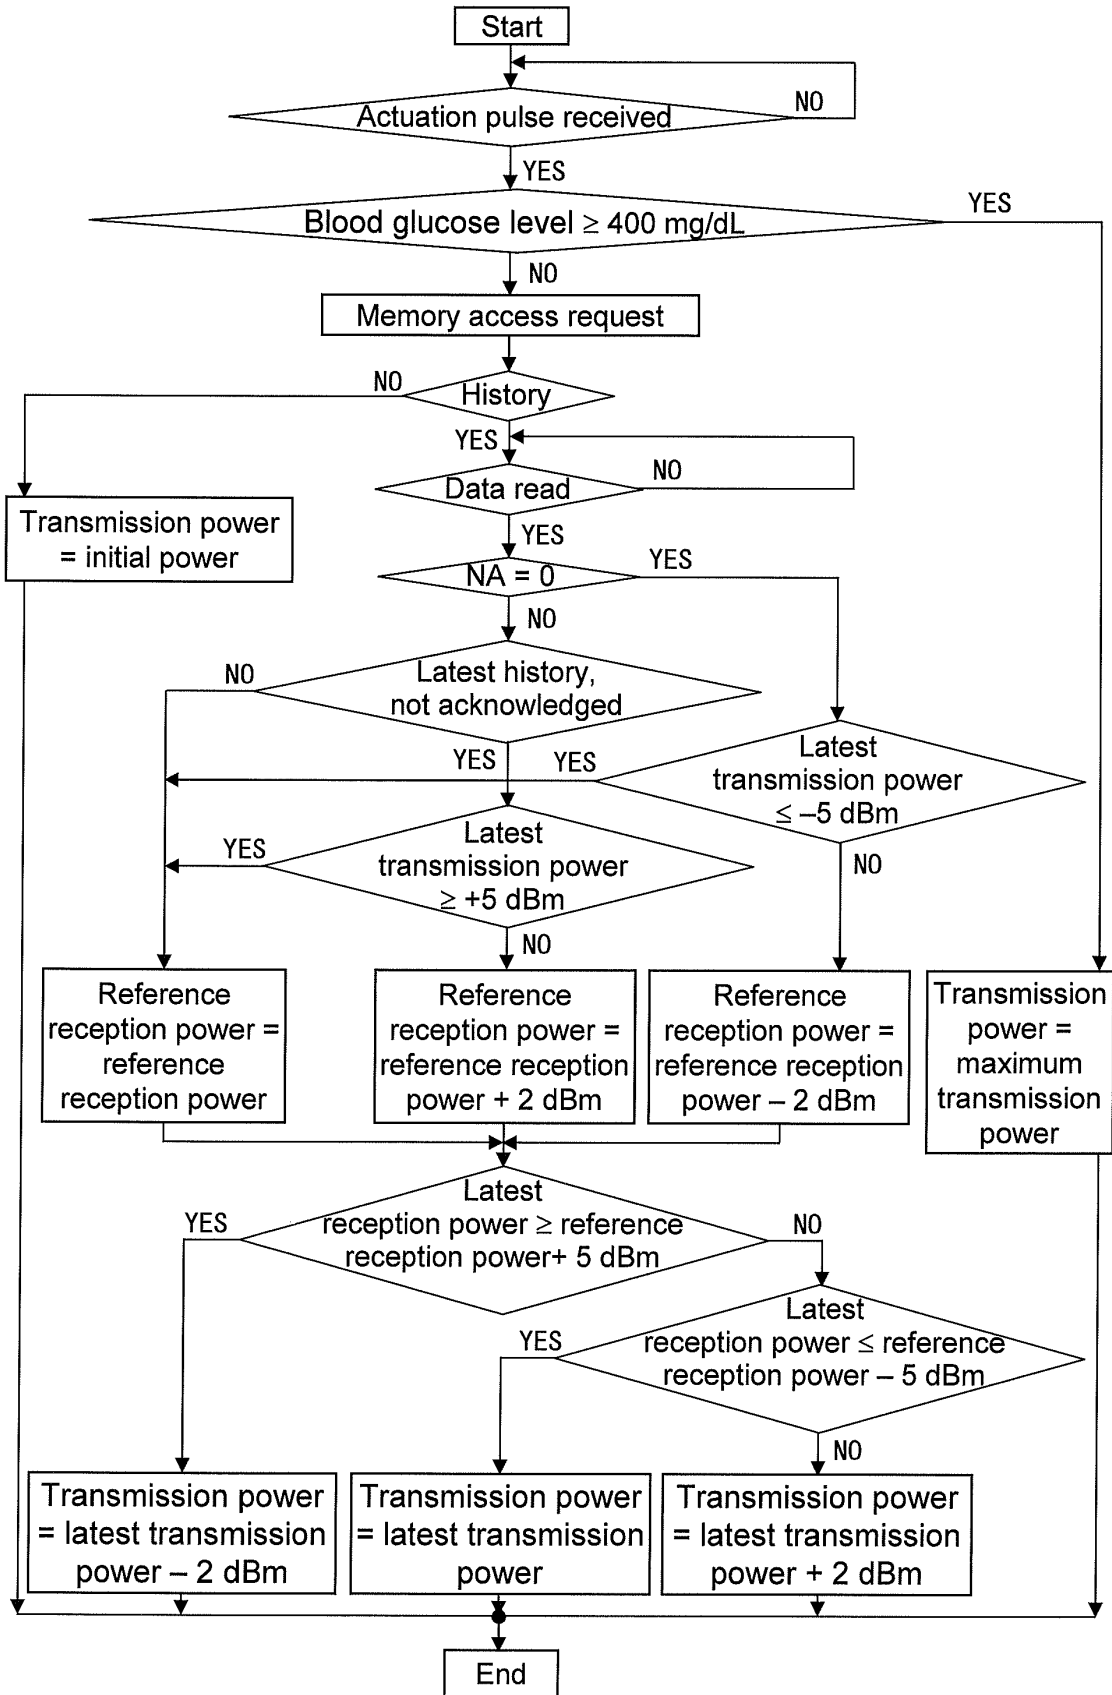 Start
Actuation pulse received
NO
YES
Blood glucose level ≥ 400 mg/dL
YES
NO
Memory access request
NO
History
YES
NO
Data read
Transmission power
= initial power
YES
NA = 0
YES
NO
Latest history,
not acknowledged
NO
YES
YES
Latest
transmission power
≤ –5 dBm
YES
Latest
transmission power
≥ +5 dBm
NO
NO
Reference
reception power =
reference
reception power
Reference
reception power =
reference reception
power + 2 dBm
Reference
reception power =
reference reception
power – 2 dBm
Transmission
power =
maximum
transmission
power
YES
Latest
reception power ≥ reference
reception power+ 5 dBm
NO
YES
Latest
reception power ≤ reference
reception power – 5 dBm
NO
Transmission power
= latest transmission
power – 2 dBm
Transmission power
= latest transmission
power
Transmission power
= latest transmission
power + 2 dBm
End